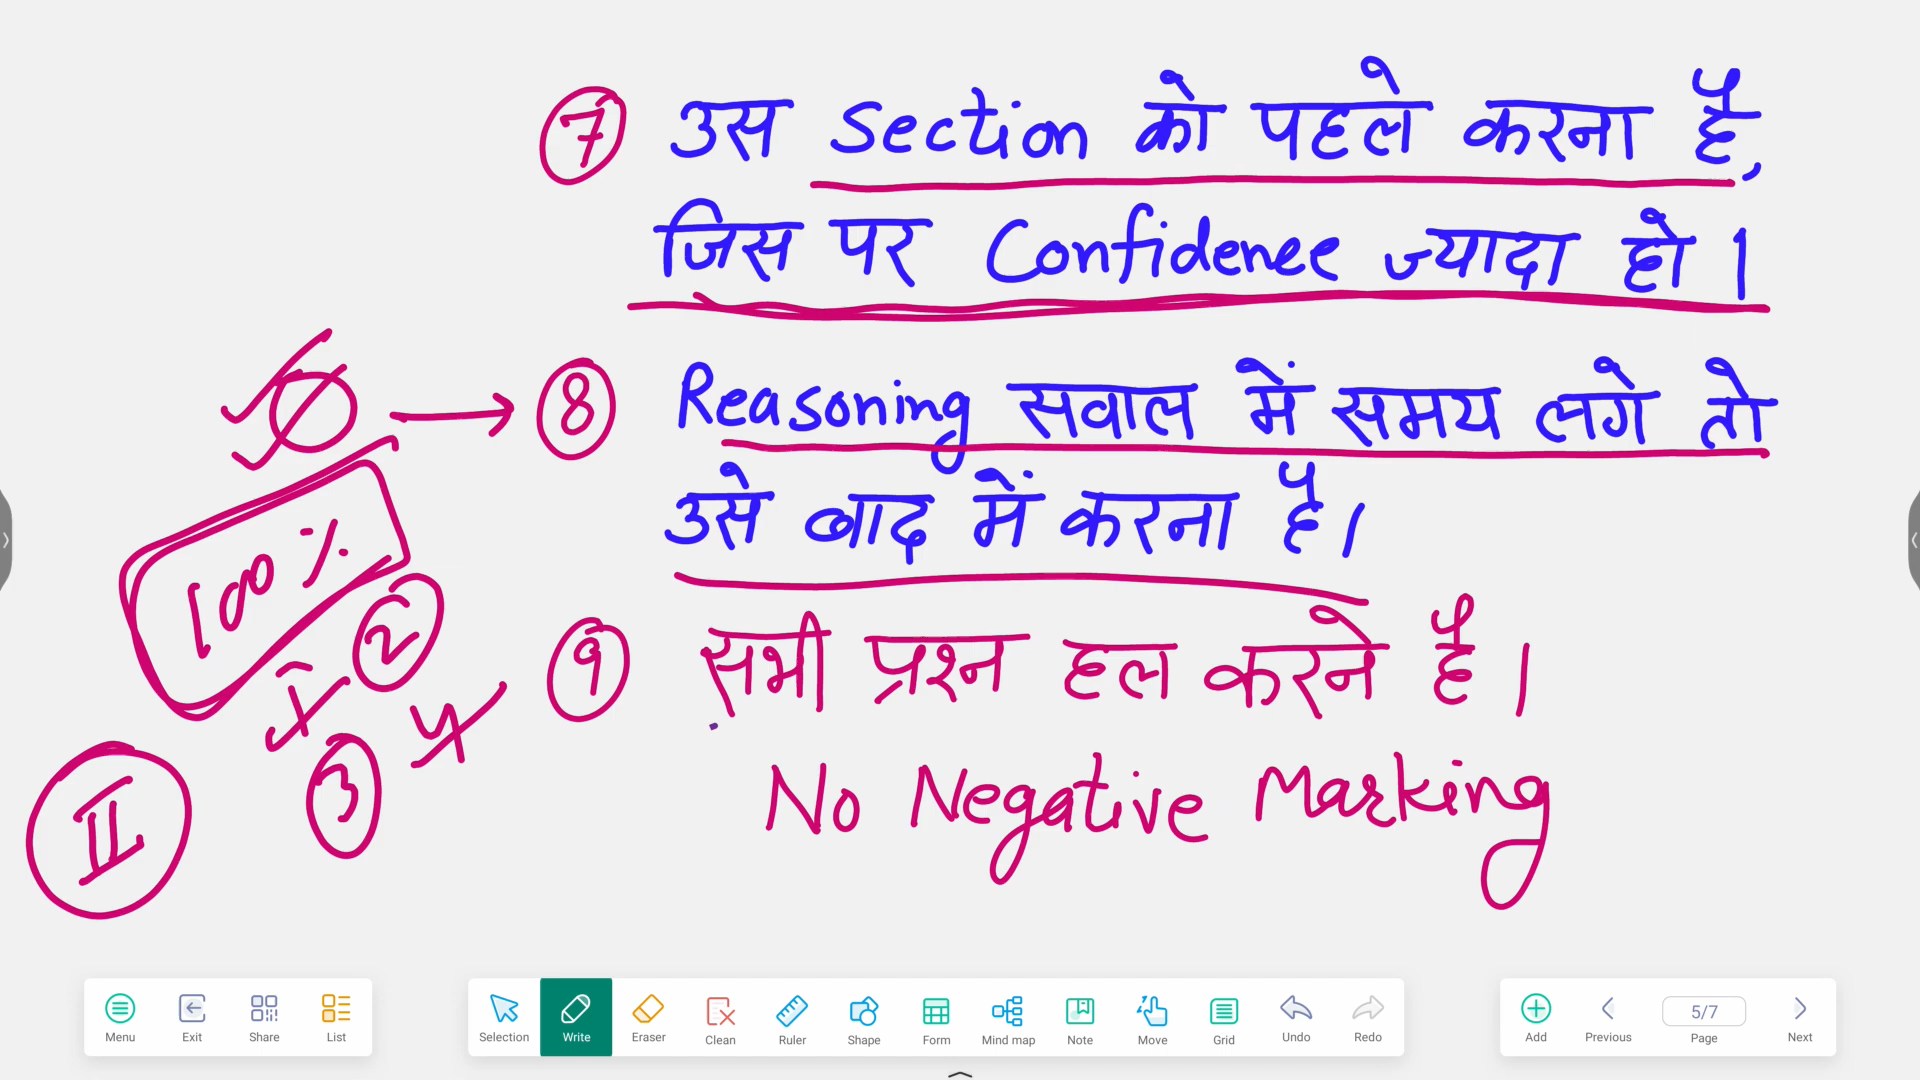 7 उस section को पहले करना है,
जिस पर Confidence ज्यादा हो।
8 Reasoning सवाल में समय लगे तो
उसे बाद में करना है।
100%
9 सभी प्रश्न हल करने है।
No Negative Marking
1
2
3
4
II
Menu Exit Share List
Selection Write Eraser Clean Ruler Shape Form Mind map Note Move Grid Undo Redo
Add Previous 5/7 Page Next